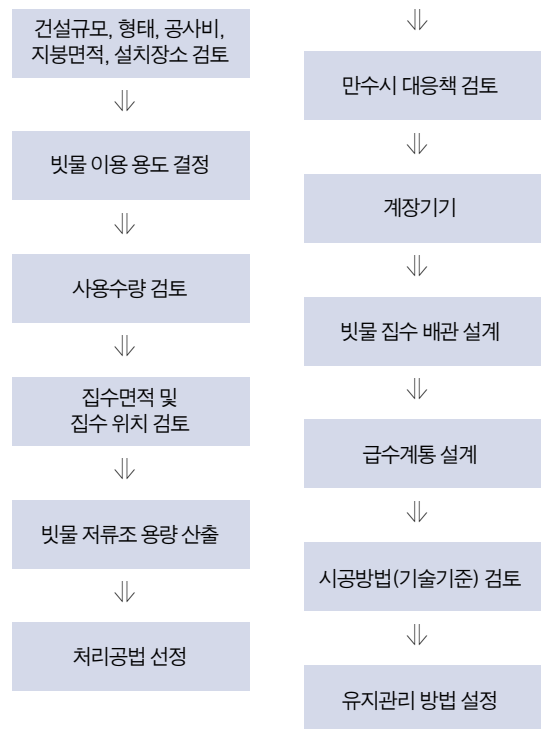 건설규모, 형태, 공사비,
지붕면적, 설치장소 검토
⇓
빗물 이용 용도 결정
⇓
사용수량 검토
⇓
집수면적 및
집수 위치 검토
⇓
빗물 저류조 용량 산출
⇓
처리공법 선정
⇓
만수시 대응책 검토
⇓
계장기기
⇓
빗물 집수 배관 설계
⇓
급수계통 설계
⇓
시공방법(기술기준) 검토
⇓
유지관리 방법 설정